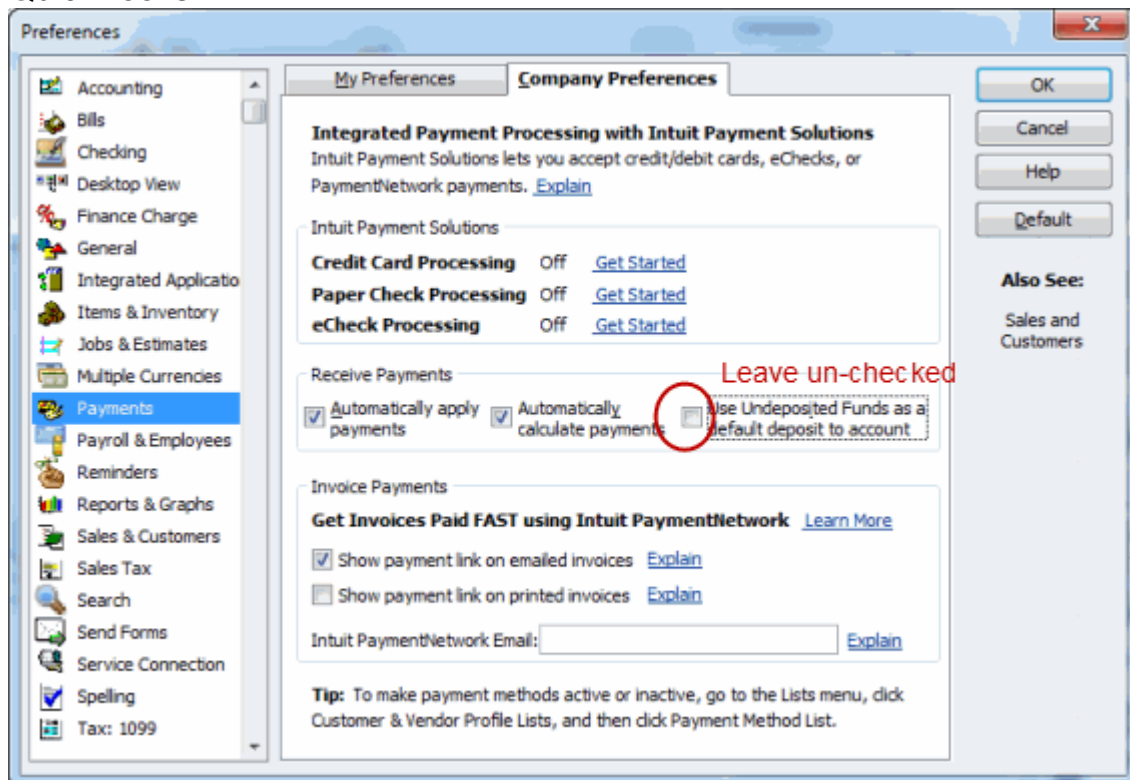 Preferences
Accounting
Bills
Checking
Desktop View
Finance Charge
General
Integrated Applicatio
Items & Inventory
Jobs & Estimates
Multiple Currencies
Payments
Payroll & Employees
Reminders
Reports & Graphs
Sales & Customers
Sales Tax
Search
Send Forms
Service Connection
Spelling
Tax: 1099
My Preferences
Company Preferences
Integrated Payment Processing with Intuit Payment Solutions
Intuit Payment Solutions lets you accept credit/debit cards, eChecks, or
PaymentNetwork payments. Explain
Intuit Payment Solutions
Credit Card Processing Off Get Started
Paper Check Processing Off Get Started
eCheck Processing Off Get Started
Receive Payments
Leave un-checked
Automatically apply
payments
Automatically
calculate payments
Use Undeposited Funds as a
default deposit to account
Invoice Payments
Get Invoices Paid FAST using Intuit PaymentNetwork Learn More
Show payment link on emailed invoices Explain
Show payment link on printed invoices Explain
Intuit PaymentNetwork Email: Explain
Tip: To make payment methods active or inactive, go to the Lists menu, click
Customer & Vendor Profile Lists, and then click Payment Method List.
OK
Cancel
Help
Default
Also See:
Sales and
Customers